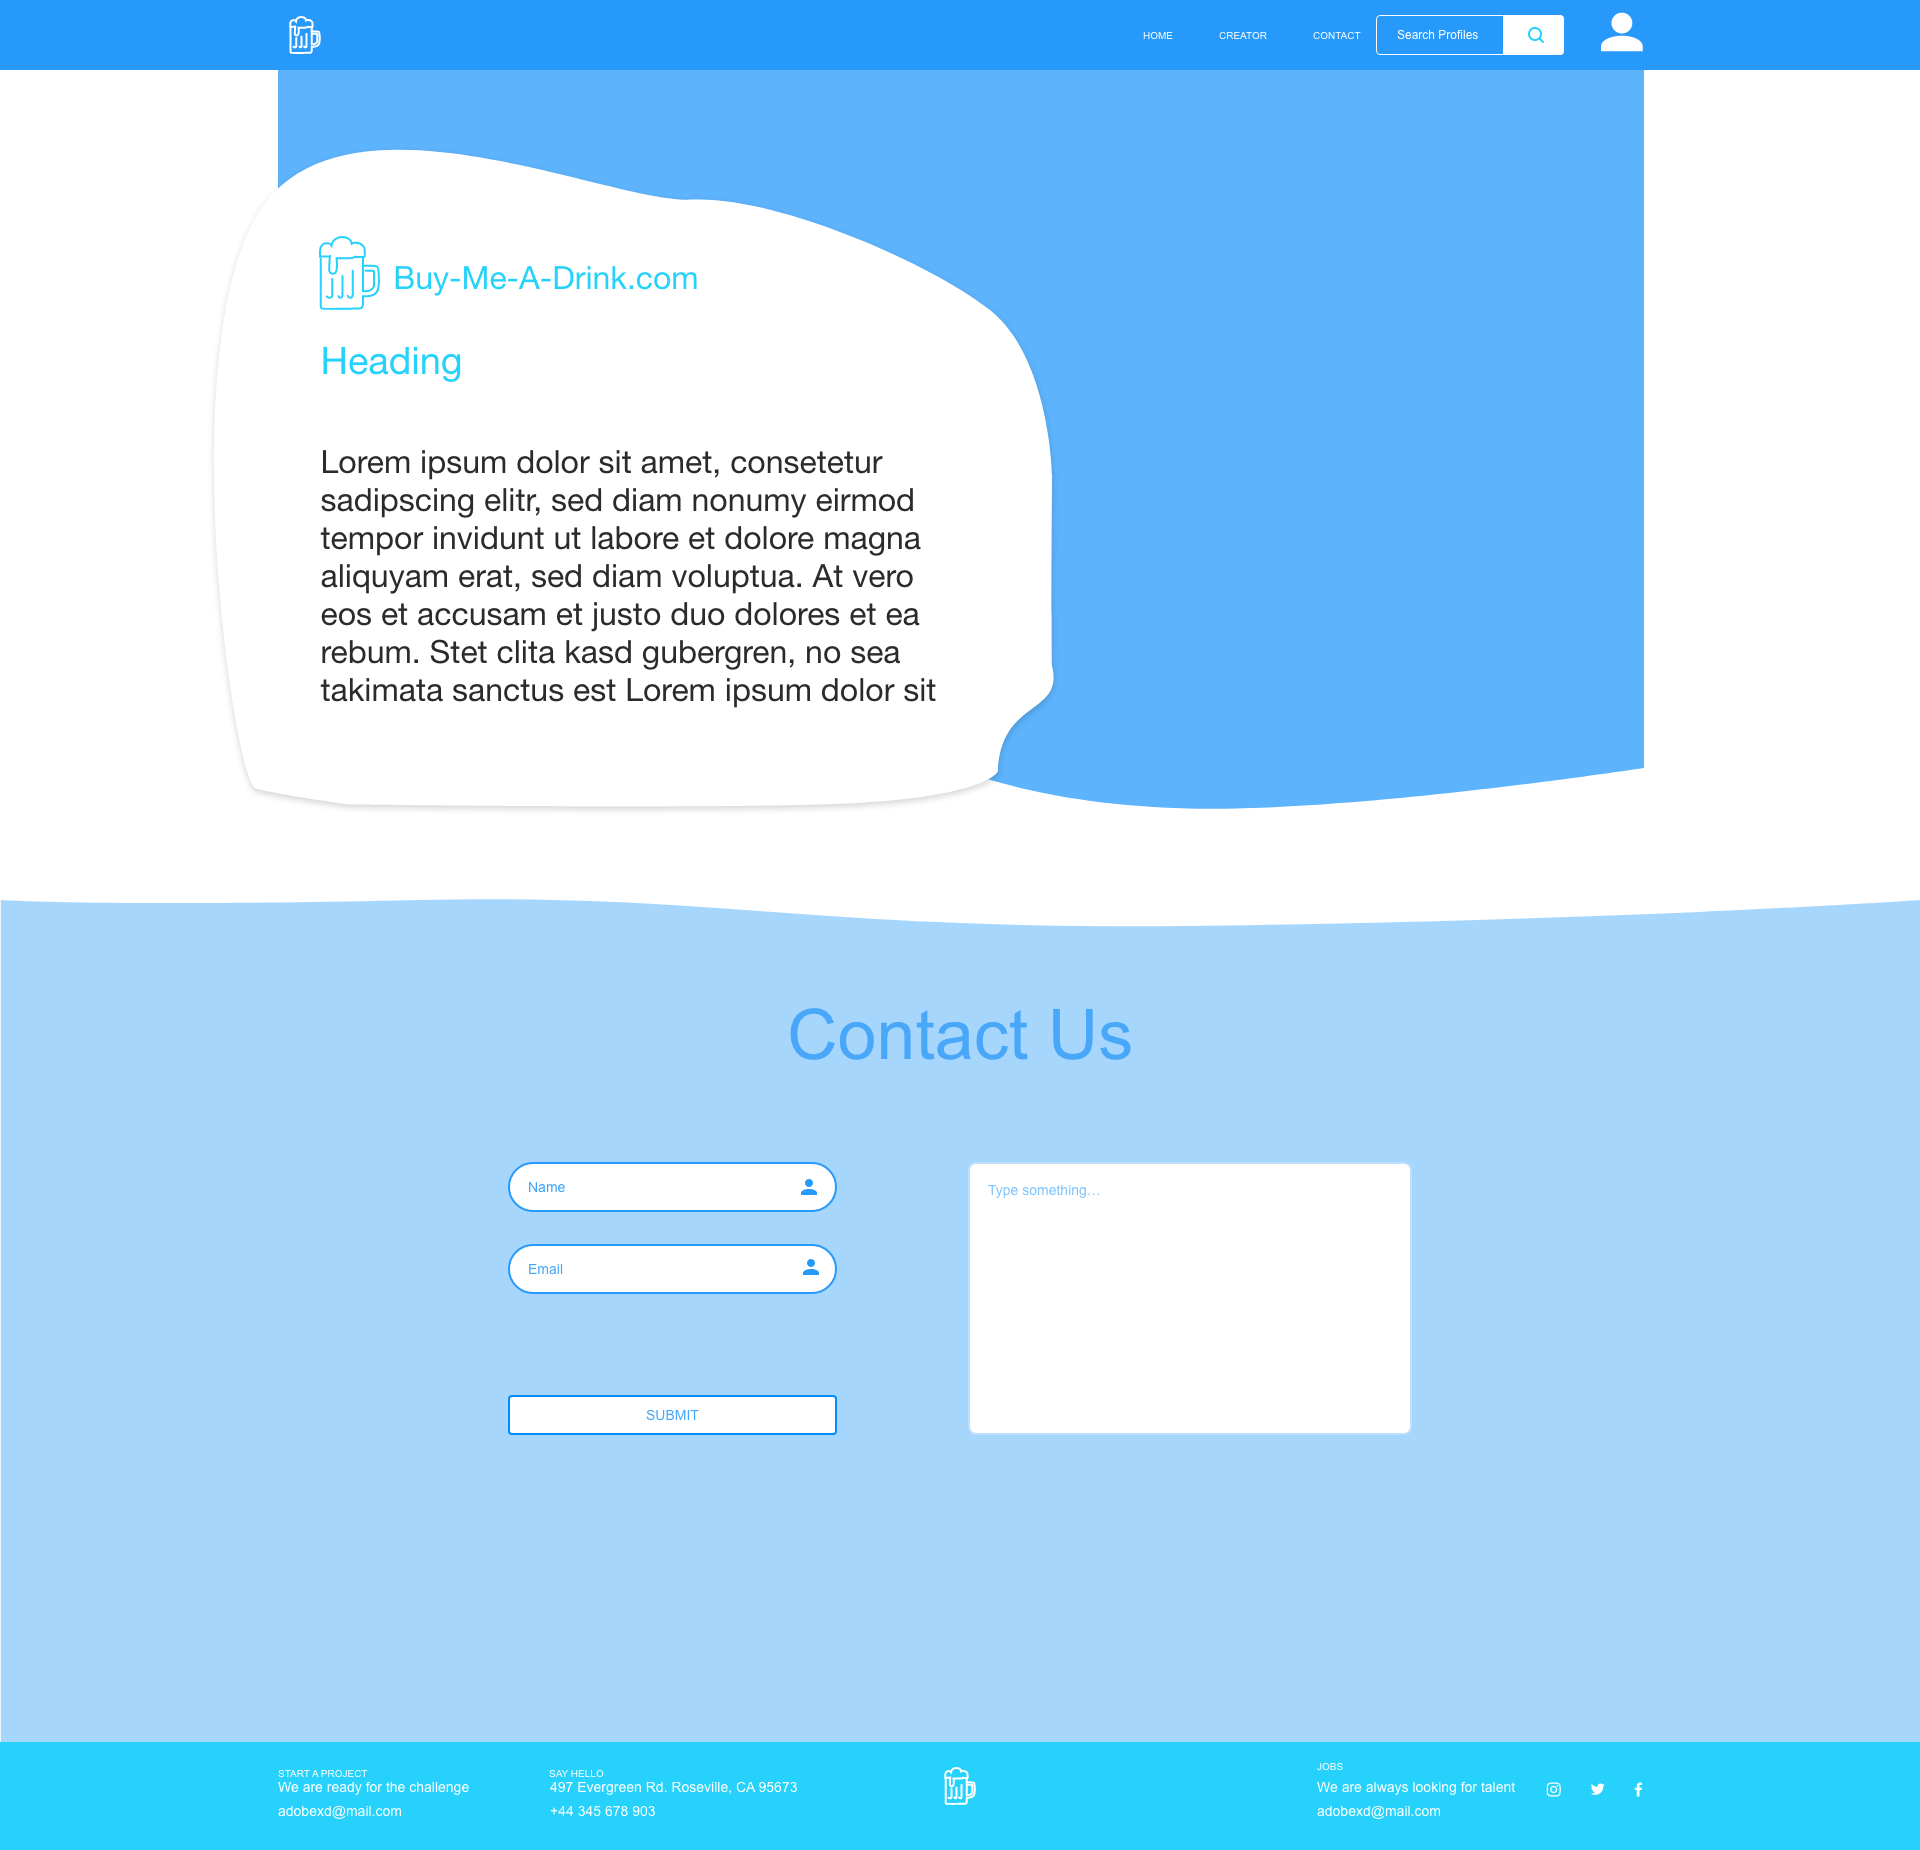 HOME
CREATOR
CONTACT
Search Profiles
Buy-Me-A-Drink.com
Heading
Lorem ipsum dolor sit amet, consetetur
sadipscing elitr, sed diam nonumy eirmod
tempor invidunt ut labore et dolore magna
aliquyam erat, sed diam voluptua. At vero
eos et accusam et justo duo dolores et ea
rebum. Stet clita kasd gubergren, no sea
takimata sanctus est Lorem ipsum dolor sit
Contact Us
Name
Email
SUBMIT
Type something...
START A PROJECT
We are ready for the challenge
adobexd@mail.com
SAY HELLO
497 Evergreen Rd. Roseville, CA 95673
+44 345 678 903
JOBS
We are always looking for talent
adobexd@mail.com